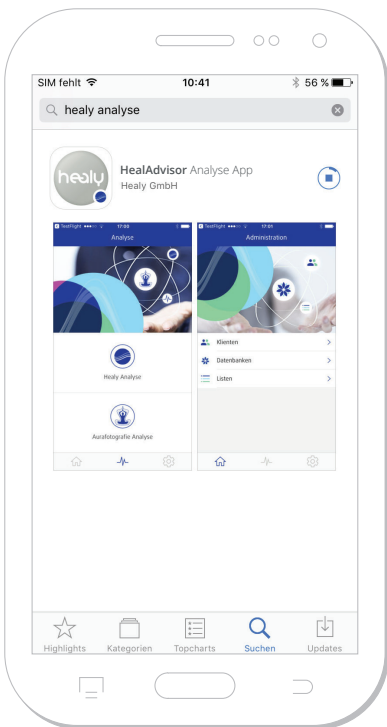 SIM fehlt 10:41 56 %
healy analyse
healy
HealAdvisor Analyse App
Healy GmbH
TestFlight 17:00
Analyse
Healy Analyse
Aurafotografie Analyse
TestFlight 17:01
Administration
Klienten
Datenbanken
Listen
Highlights Kategorien Topcharts Suchen Updates